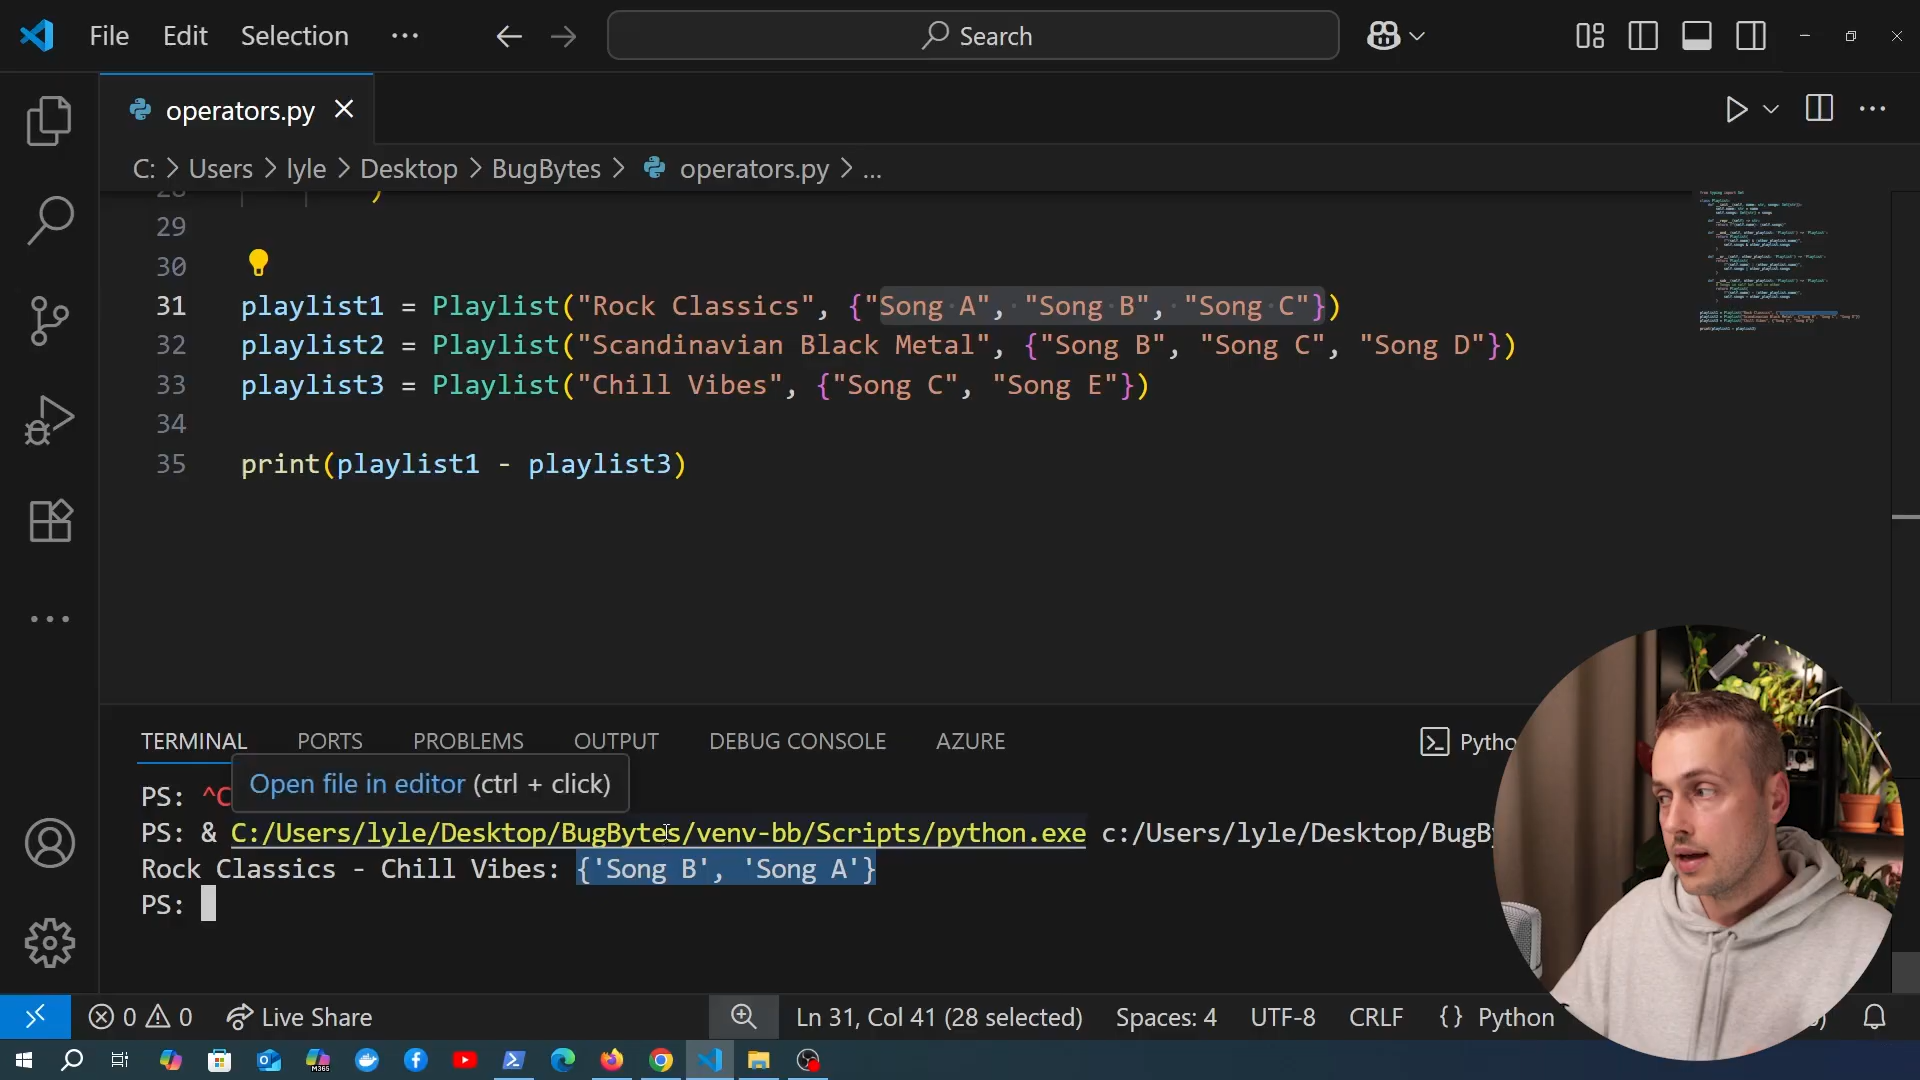 File Edit Selection ... Search
operators.py
C: > Users > lyle > Desktop > BugBytes > operators.py > ...
28 )
29
30
31 playlist1 = Playlist("Rock Classics", {"Song A", "Song B", "Song C"})
32 playlist2 = Playlist("Scandinavian Black Metal", {"Song B", "Song C", "Song D"})
33 playlist3 = Playlist("Chill Vibes", {"Song C", "Song E"})
34
35 print(playlist1 - playlist3)
TERMINAL PORTS PROBLEMS OUTPUT DEBUG CONSOLE AZURE Pytho
Open file in editor (ctrl + click)
PS: ^C
PS: & C:/Users/lyle/Desktop/BugBytes/venv-bb/Scripts/python.exe c:/Users/lyle/Desktop/BugBy
Rock Classics - Chill Vibes: {'Song B', 'Song A'}
PS:
0 0 Live Share Ln 31, Col 41 (28 selected) Spaces: 4 UTF-8 CRLF {} Python